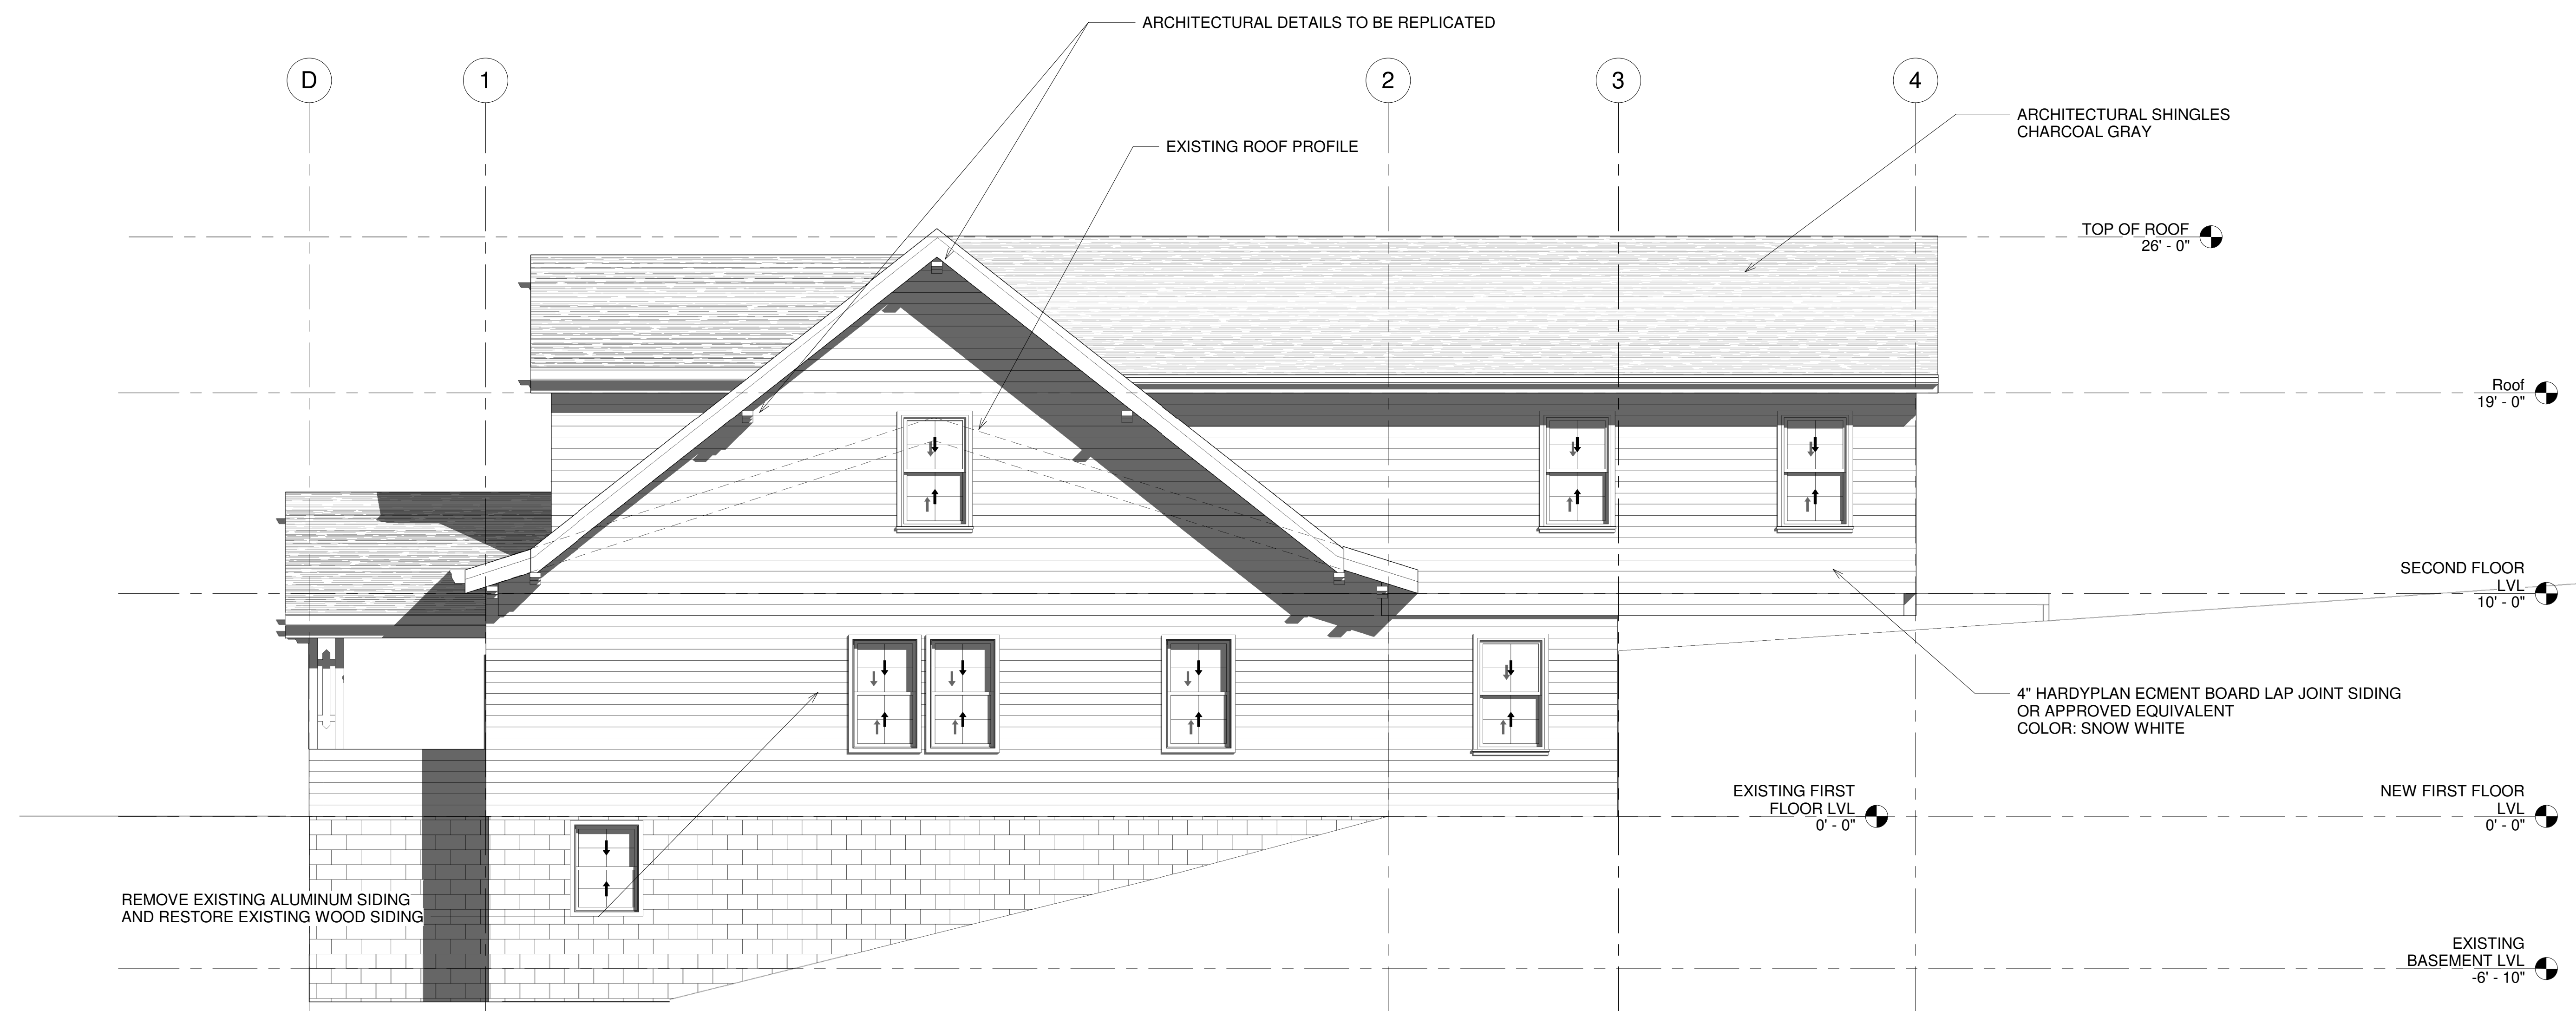 ARCHITECTURAL DETAILS TO BE REPLICATED
D
1
2
3
4
ARCHITECTURAL SHINGLES
CHARCOAL GRAY
EXISTING ROOF PROFILE
TOP OF ROOF
26' - 0"
Roof
19' - 0"
SECOND FLOOR
LVL
10' - 0"
4" HARDYPLAN ECMENT BOARD LAP JOINT SIDING
OR APPROVED EQUIVALENT
COLOR: SNOW WHITE
EXISTING FIRST
FLOOR LVL
0' - 0"
NEW FIRST FLOOR
LVL
0' - 0"
REMOVE EXISTING ALUMINUM SIDING
AND RESTORE EXISTING WOOD SIDING
EXISTING
BASEMENT LVL
-6' - 10"